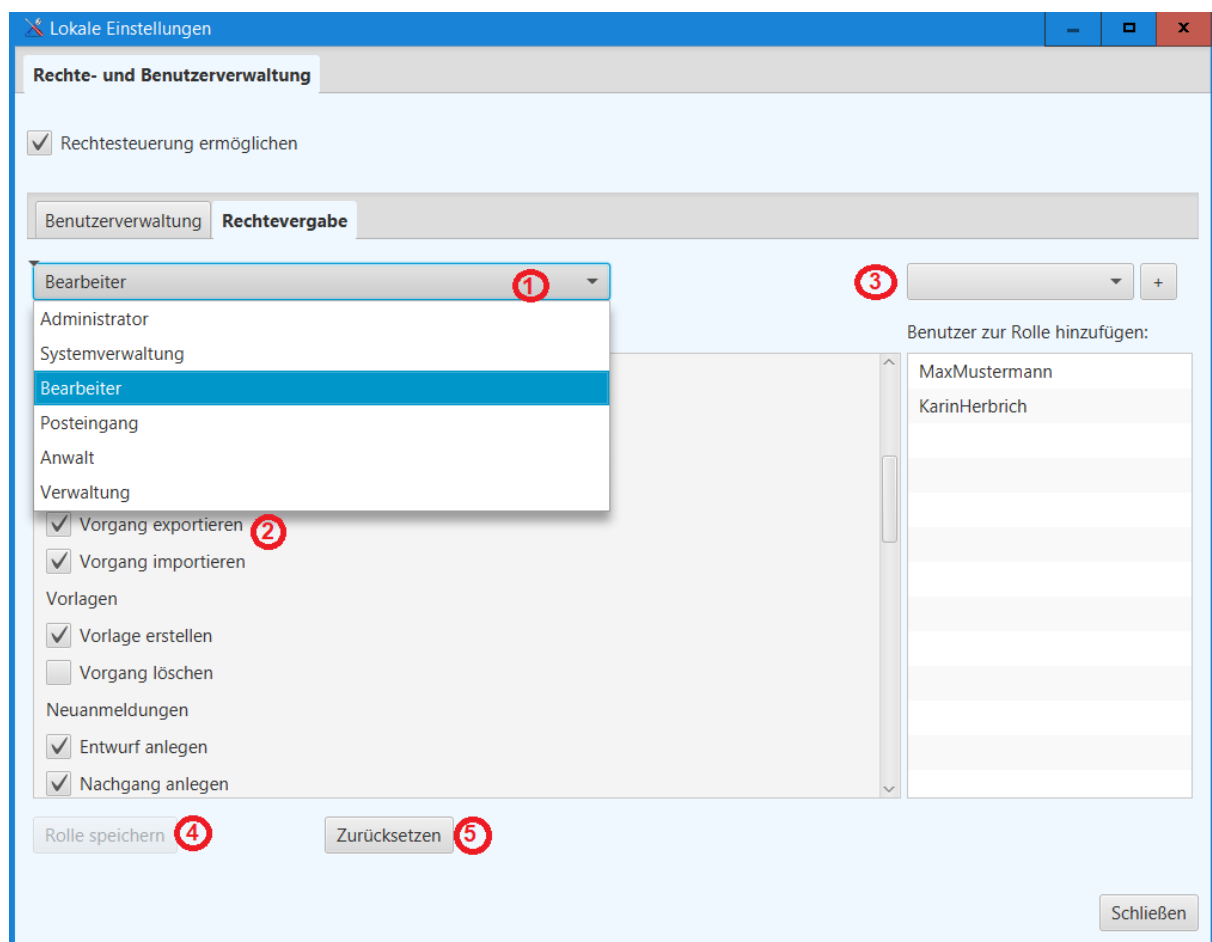 Lokale Einstellungen
Rechte- und Benutzerverwaltung
Rechtesteuerung ermöglichen
Benutzerverwaltung Rechtevergabe
Bearbeiter 1 3 +
Administrator
Benutzer zur Rolle hinzufügen:
Systemverwaltung
MaxMustermann
Bearbeiter
KarinHerbrich
Posteingang
Anwalt
Verwaltung
Vorgang exportieren 2
Vorgang importieren
Vorlagen
Vorlage erstellen
Vorgang löschen
Neuanmeldungen
Entwurf anlegen
Nachgang anlegen
Rolle speichern 4 Zurücksetzen 5
Schließen